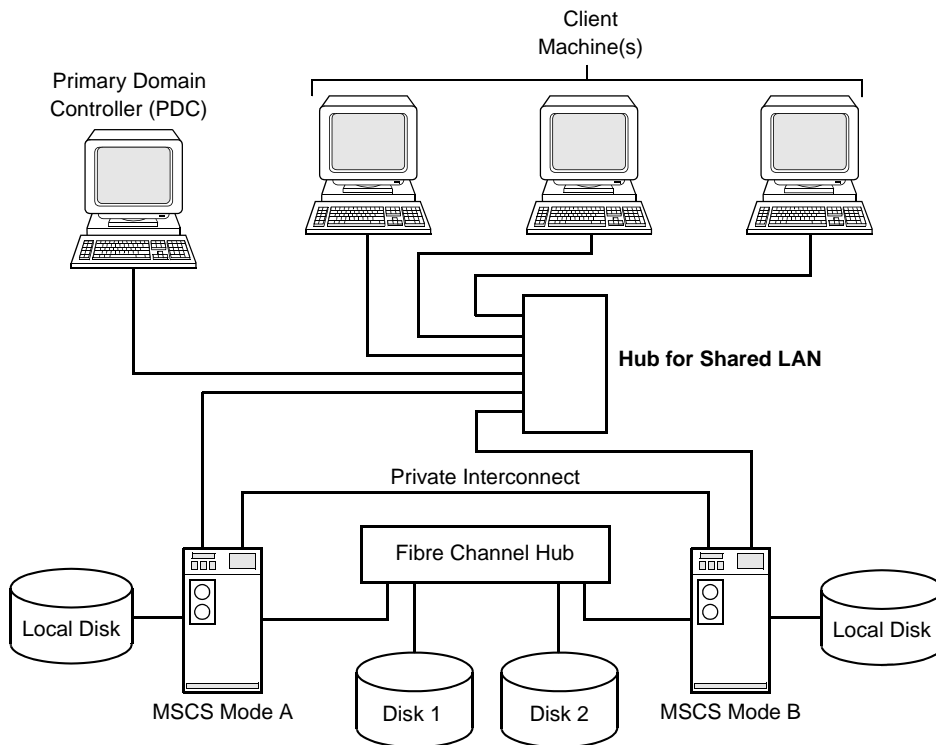 Client
Machine(s)
Primary Domain
Controller (PDC)
Hub for Shared LAN
Private Interconnect
Fibre Channel Hub
Local Disk
Local Disk
MSCS Mode A
Disk 1
Disk 2
MSCS Mode B